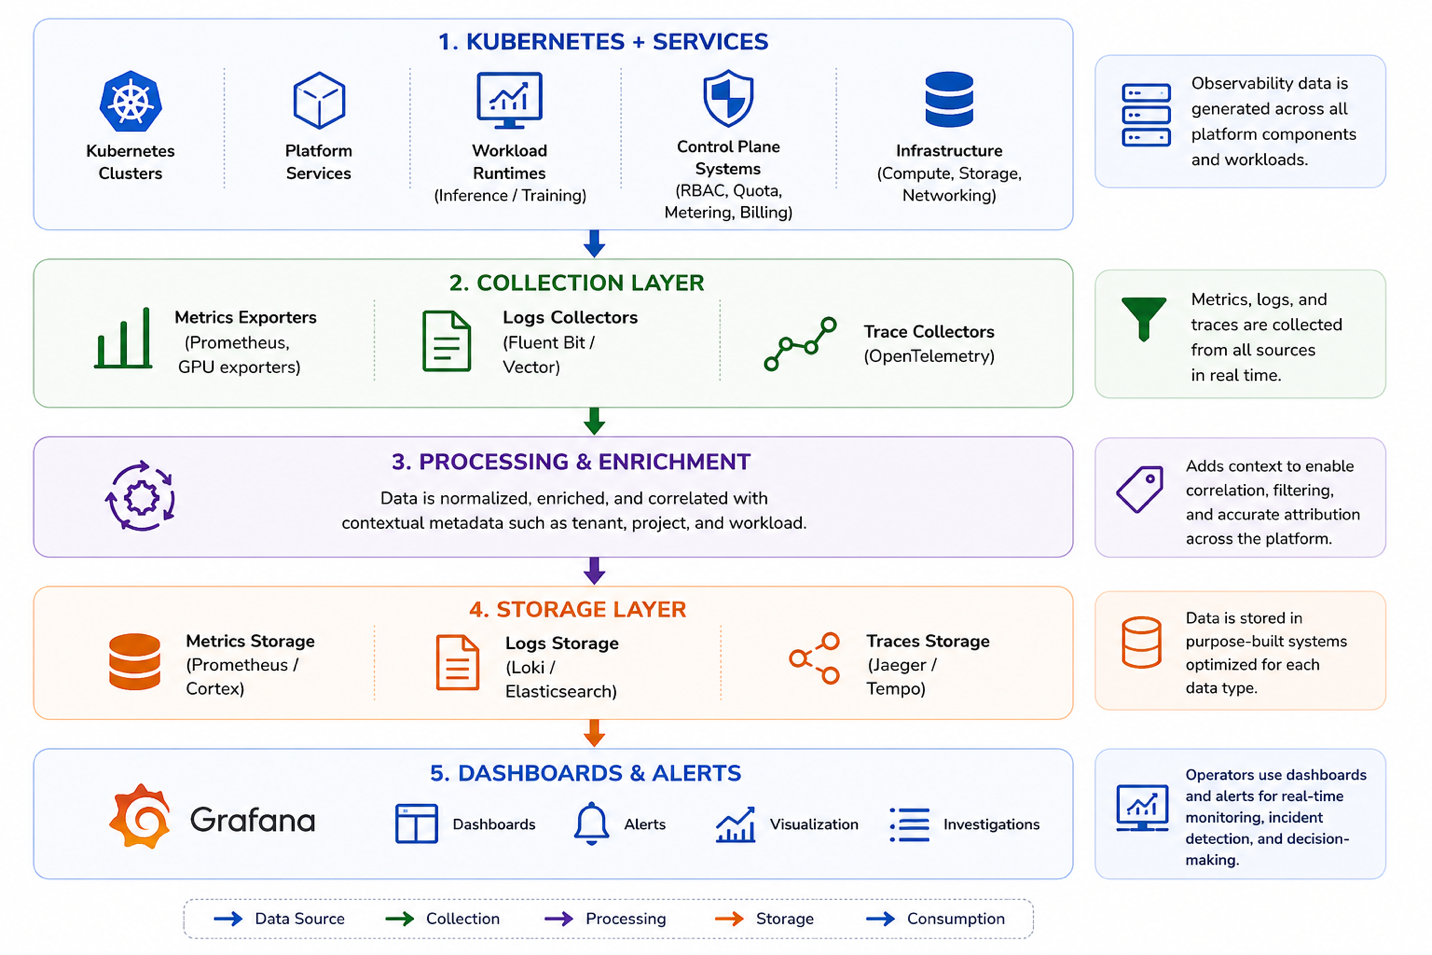 1. KUBERNETES + SERVICES
Kubernetes
Clusters
Platform
Services
Workload
Runtimes
(Inference / Training)
Control Plane
Systems
(RBAC, Quota,
Metering, Billing)
Infrastructure
(Compute, Storage,
Networking)
Observability data is
generated across all
platform components
and workloads.
2. COLLECTION LAYER
Metrics Exporters
(Prometheus,
GPU exporters)
Logs Collectors
(Fluent Bit /
Vector)
Trace Collectors
(OpenTelemetry)
Metrics, logs, and
traces are collected
from all sources
in real time.
3. PROCESSING & ENRICHMENT
Data is normalized, enriched, and correlated with
contextual metadata such as tenant, project, and workload.
Adds context to enable
correlation, filtering,
and accurate attribution
across the platform.
4. STORAGE LAYER
Metrics Storage
(Prometheus /
Cortex)
Logs Storage
(Loki /
Elasticsearch)
Traces Storage
(Jaeger /
Tempo)
Data is stored in
purpose-built systems
optimized for each
data type.
5. DASHBOARDS & ALERTS
Grafana
Dashboards
Alerts
Visualization
Investigations
Operators use dashboards
and alerts for real-time
monitoring, incident
detection, and decision-
making.
Data Source
Collection
Processing
Storage
Consumption